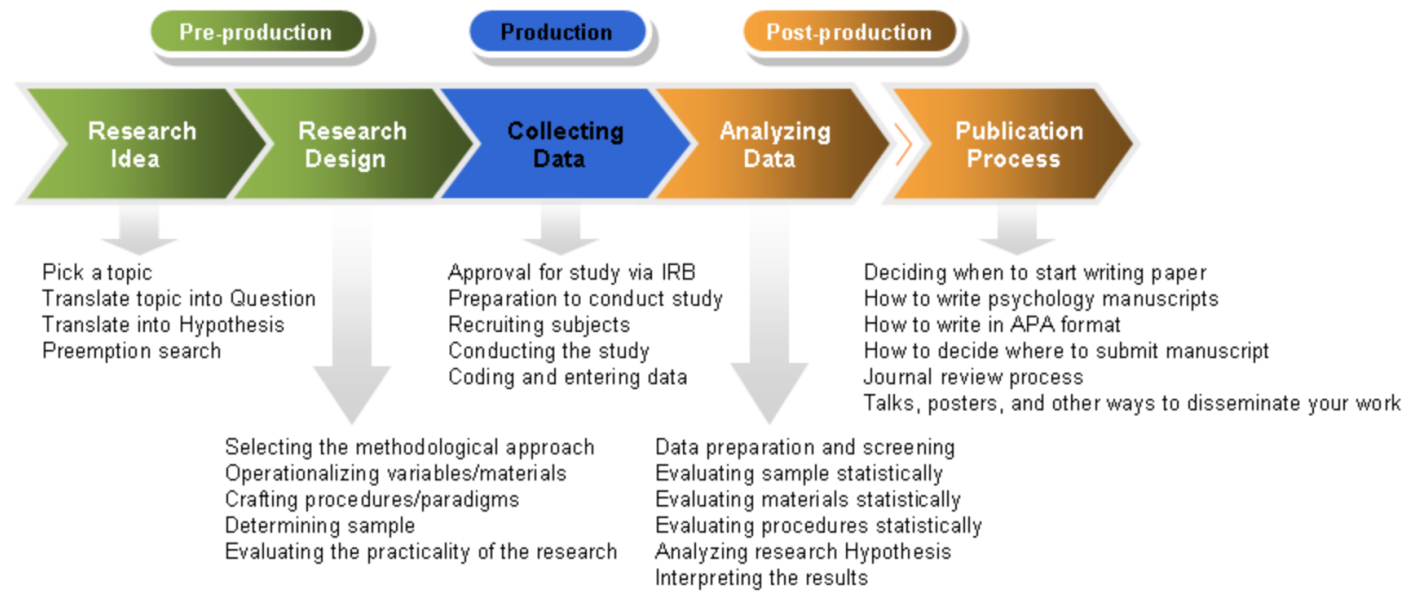 Pre-production
Production
Post-production
Research
Idea
Research
Design
Collecting
Data
Analyzing
Data
Publication
Process
Pick a topic
Translate topic into Question
Translate into Hypothesis
Preemption search
Selecting the methodological approach
Operationalizing variables/materials
Crafting procedures/paradigms
Determining sample
Evaluating the practicality of the research
Approval for study via IRB
Preparation to conduct study
Recruiting subjects
Conducting the study
Coding and entering data
Data preparation and screening
Evaluating sample statistically
Evaluating materials statistically
Evaluating procedures statistically
Analyzing research Hypothesis
Interpreting the results
Deciding when to start writing paper
How to write psychology manuscripts
How to write in APA format
How to decide where to submit manuscript
Journal review process
Talks, posters, and other ways to disseminate your work